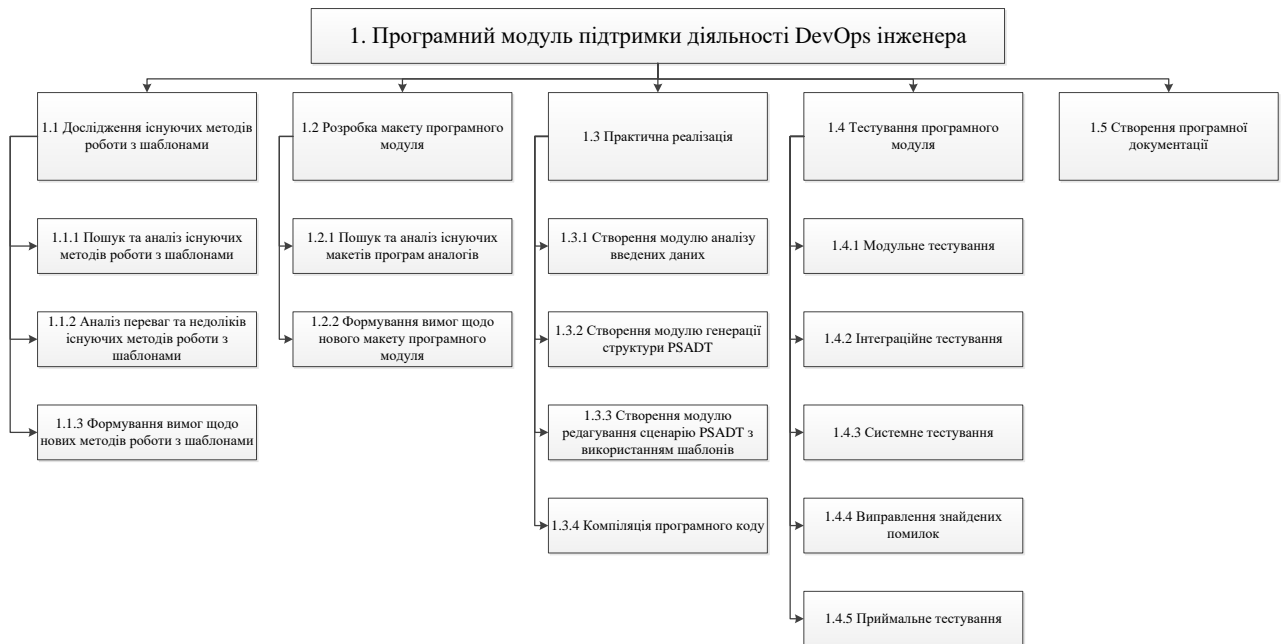 1. Програмний модуль підтримки діяльності DevOps інженера
1.1 Дослідження існуючих методів
роботи з шаблонами
1.2 Розробка макету програмного
модуля
1.3 Практична реалізація
1.4 Тестування програмного
модуля
1.5 Створення програмної
документації
1.1.1 Пошук та аналіз існуючих
методів роботи з шаблонами
1.2.1 Пошук та аналіз існуючих
макетів програм аналогів
1.3.1 Створення модулю аналізу
введених даних
1.4.1 Модульне тестування
1.1.2 Аналіз переваг та недоліків
існуючих методів роботи з
шаблонами
1.2.2 Формування вимог щодо
нового макету програмного
модуля
1.3.2 Створення модулю генерації
структури PSADT
1.4.2 Інтеграційне тестування
1.1.3 Формування вимог щодо
нових методів роботи з шаблонами
1.3.3 Створення модулю
редагування сценарію PSADT з
використанням шаблонів
1.4.3 Системне тестування
1.3.4 Компіляція програмного коду
1.4.4 Виправлення знайдених
помилок
1.4.5 Приймальне тестування